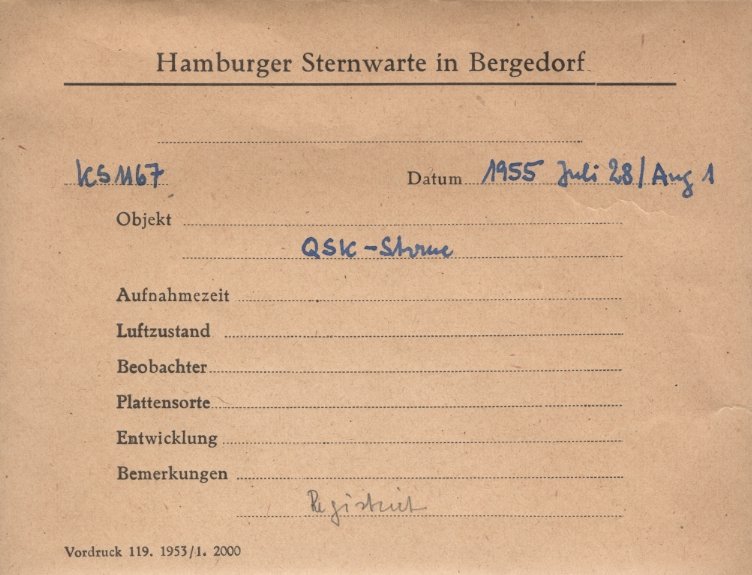 Hamburger Sternwarte in Bergedorf
KS1167 Datum 1955 Juli 28/Aug 1
Objekt
QSK-Sterne
Aufnahmezeit
Luftzustand
Beobachter
Plattensorte
Entwicklung
Bemerkungen
Registriert
Vordruck 119. 1953/1. 2000